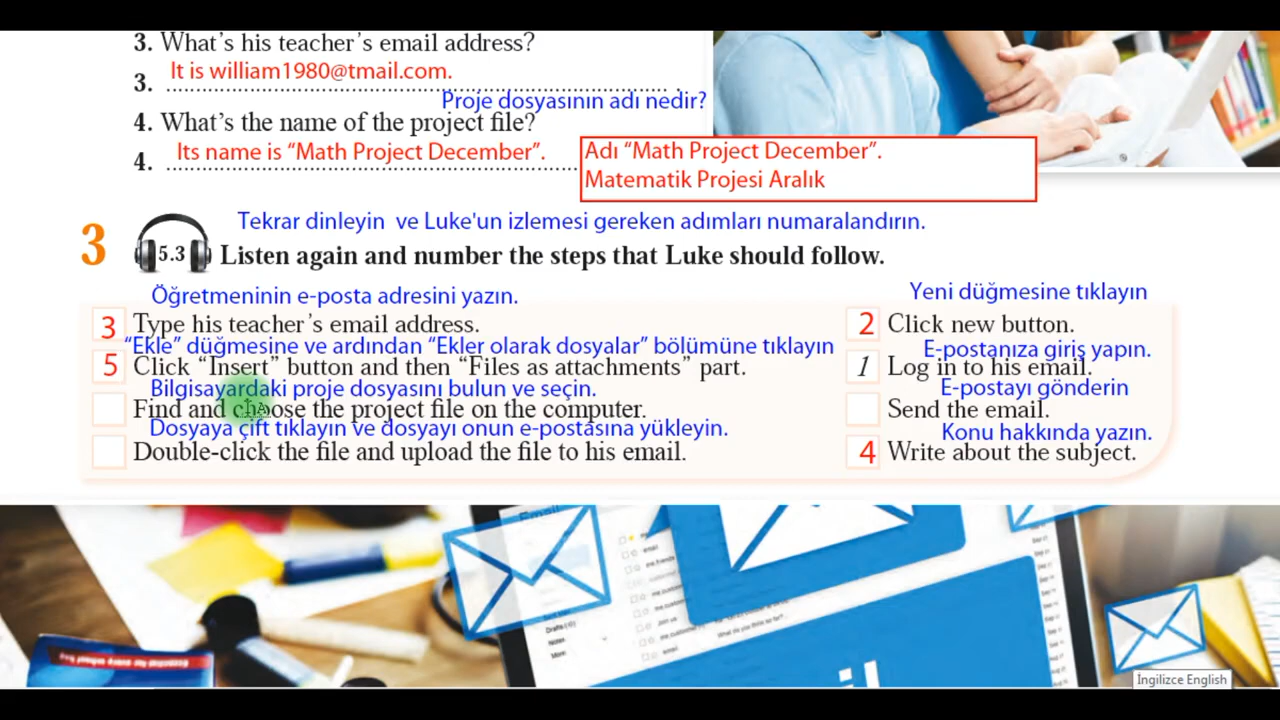 3. What's his teacher's email address?
It is william1980@tmail.com.
3. ........................................................................
Proje dosyasının adı nedir?
4. What's the name of the project file?
Its name is “Math Project December”.
4. ........................................................................
Adı “Math Project December”.
Matematik Projesi Aralık
Tekrar dinleyin ve Luke'un izlemesi gereken adımları numaralandırın.
3 5.3 Listen again and number the steps that Luke should follow.
Öğretmeninin e-posta adresini yazın.
3 Type his teacher's email address.
“Ekle” düğmesine ve ardından “Ekler olarak dosyalar” bölümüne tıklayın
5 Click “Insert” button and then “Files as attachments” part.
Bilgisayardaki proje dosyasını bulun ve seçin.
Find and choose the project file on the computer.
Dosyaya çift tıklayın ve dosyayı onun e-postasına yükleyin.
Double-click the file and upload the file to his email.
Yeni düğmesine tıklayın
2 Click new button.
E-postanıza giriş yapın.
1 Log in to his email.
E-postayı gönderin
Send the email.
Konu hakkında yazın.
4 Write about the subject.
Email
email
Drafts
Notes
More
il
İngilizce English